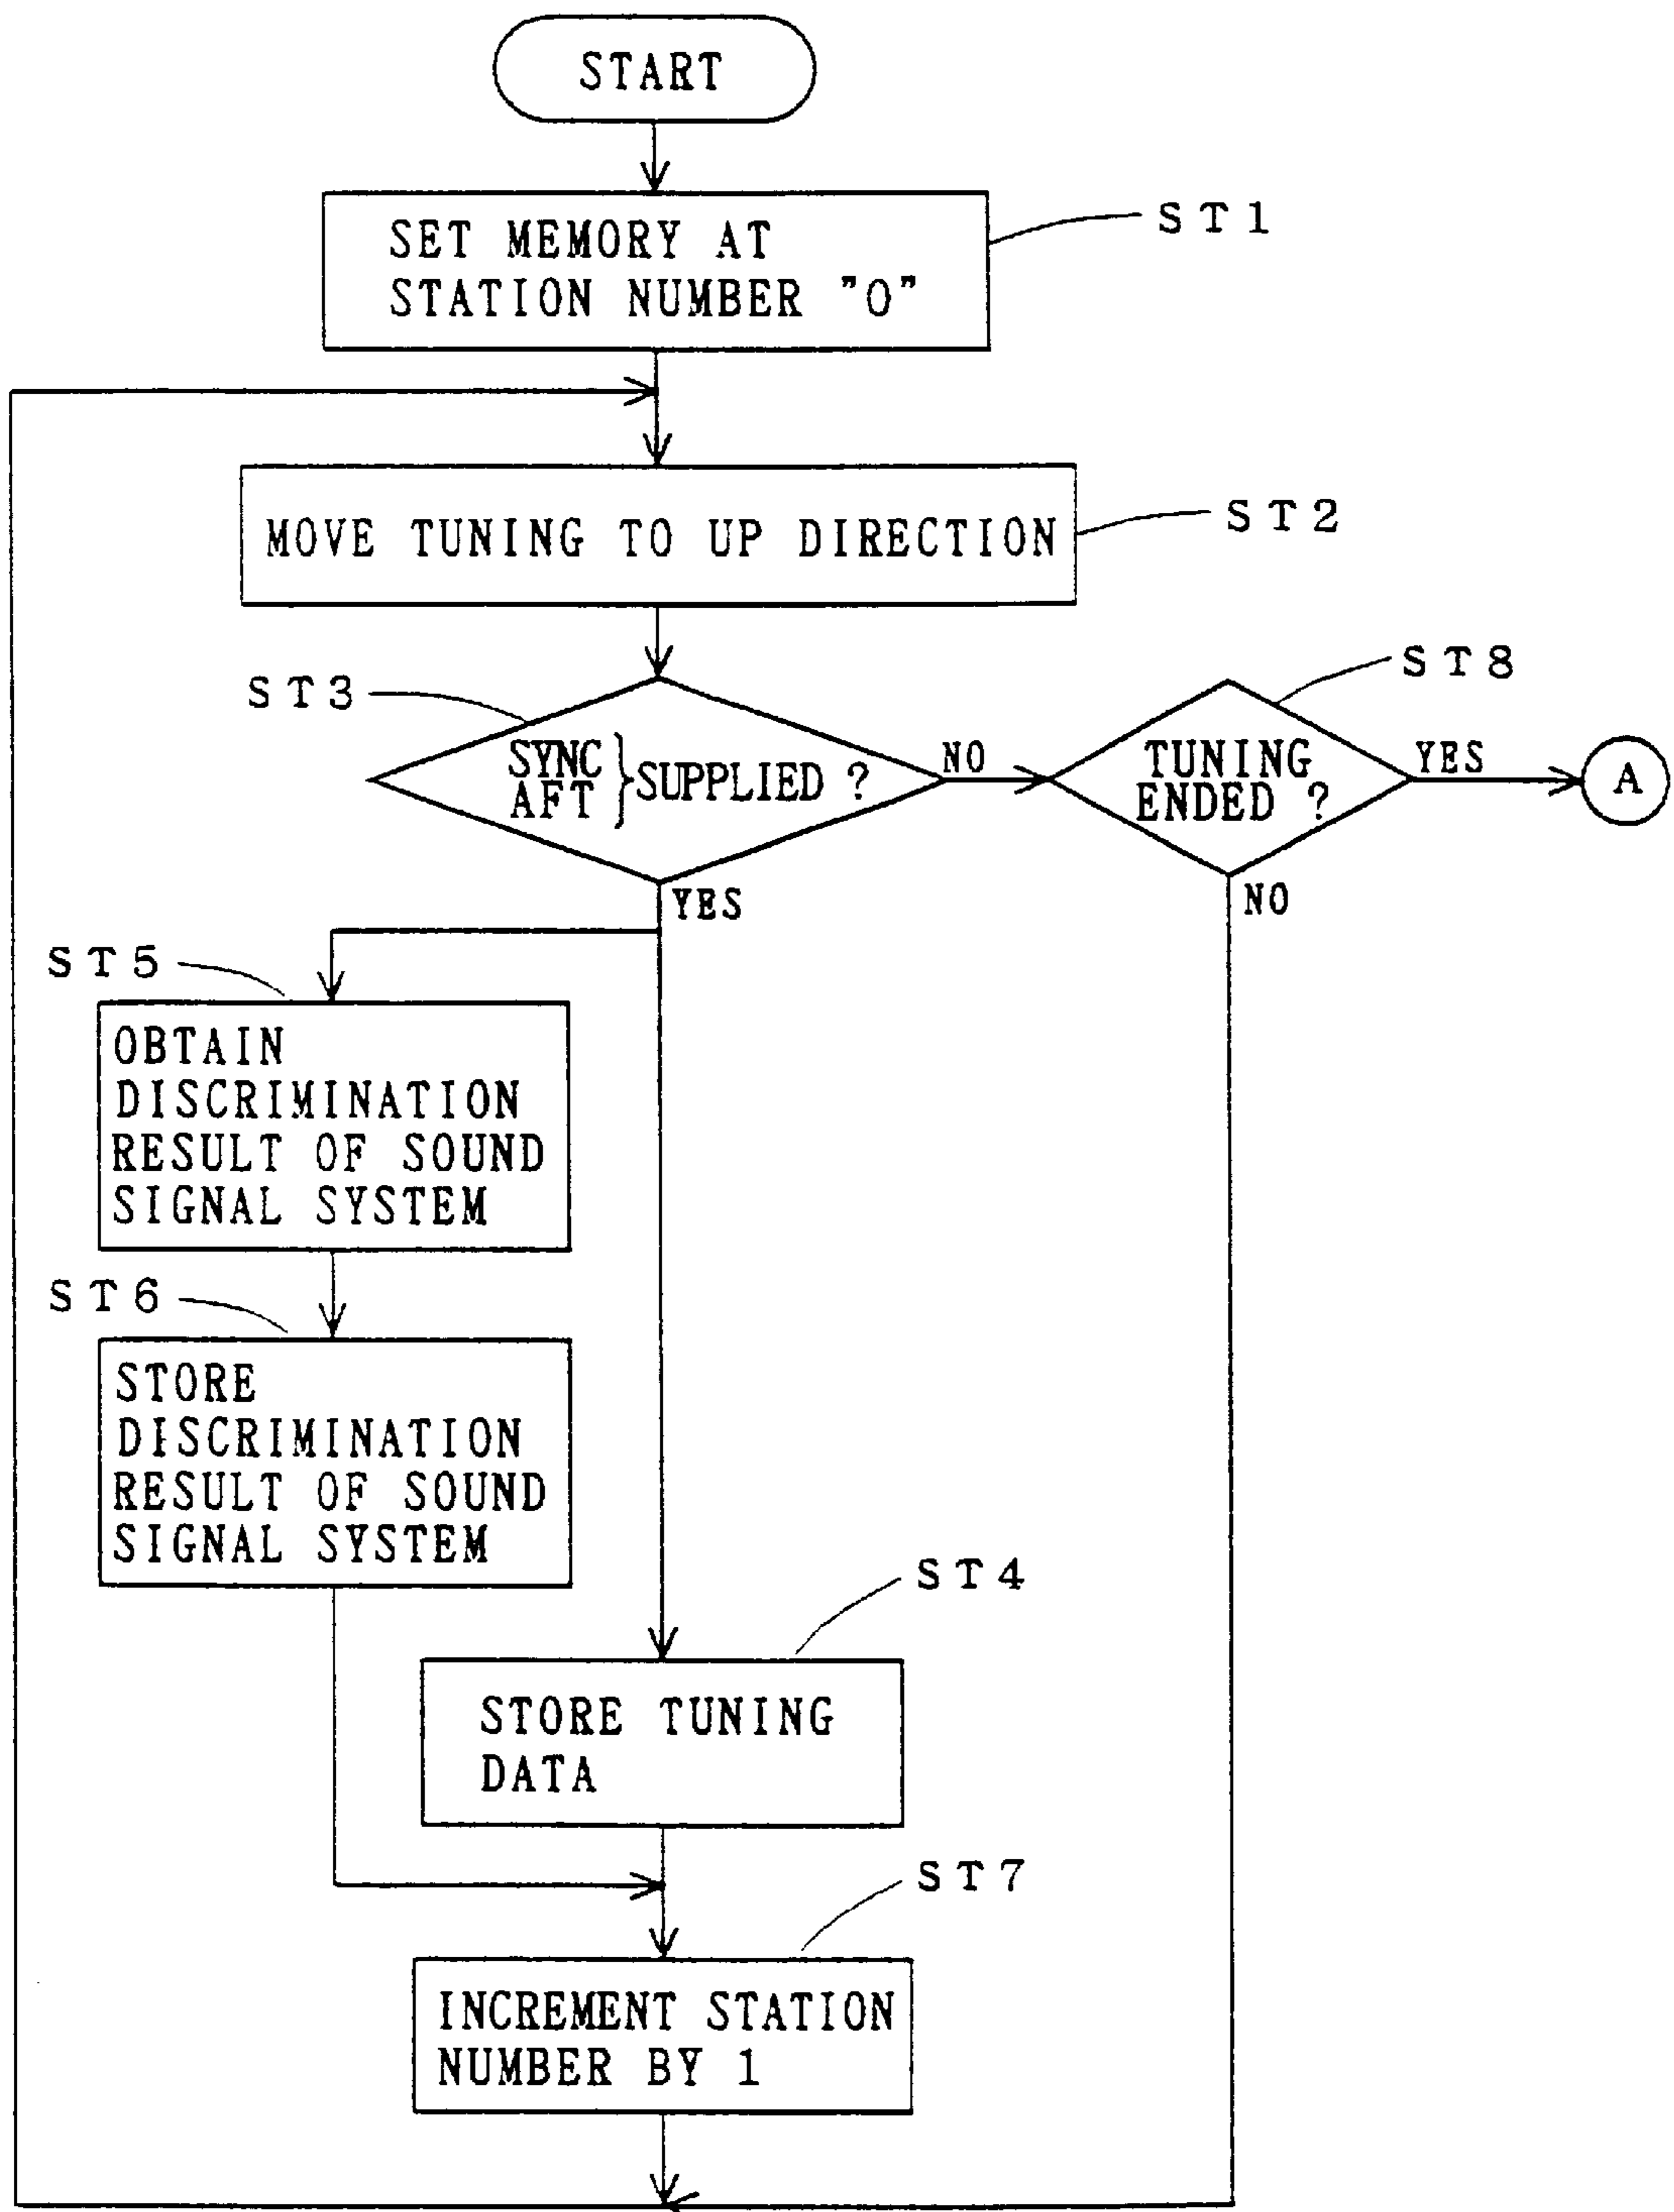 START
SET MEMORY AT
STATION NUMBER "0"
ST1
MOVE TUNING TO UP DIRECTION
ST2
ST3
SYNC
AFT
} SUPPLIED ?
NO
ST8
TUNING
ENDED ?
YES
A
YES
NO
ST5
OBTAIN
DISCRIMINATION
RESULT OF SOUND
SIGNAL SYSTEM
ST6
STORE
DISCRIMINATION
RESULT OF SOUND
SIGNAL SYSTEM
ST4
STORE TUNING
DATA
ST7
INCREMENT STATION
NUMBER BY 1